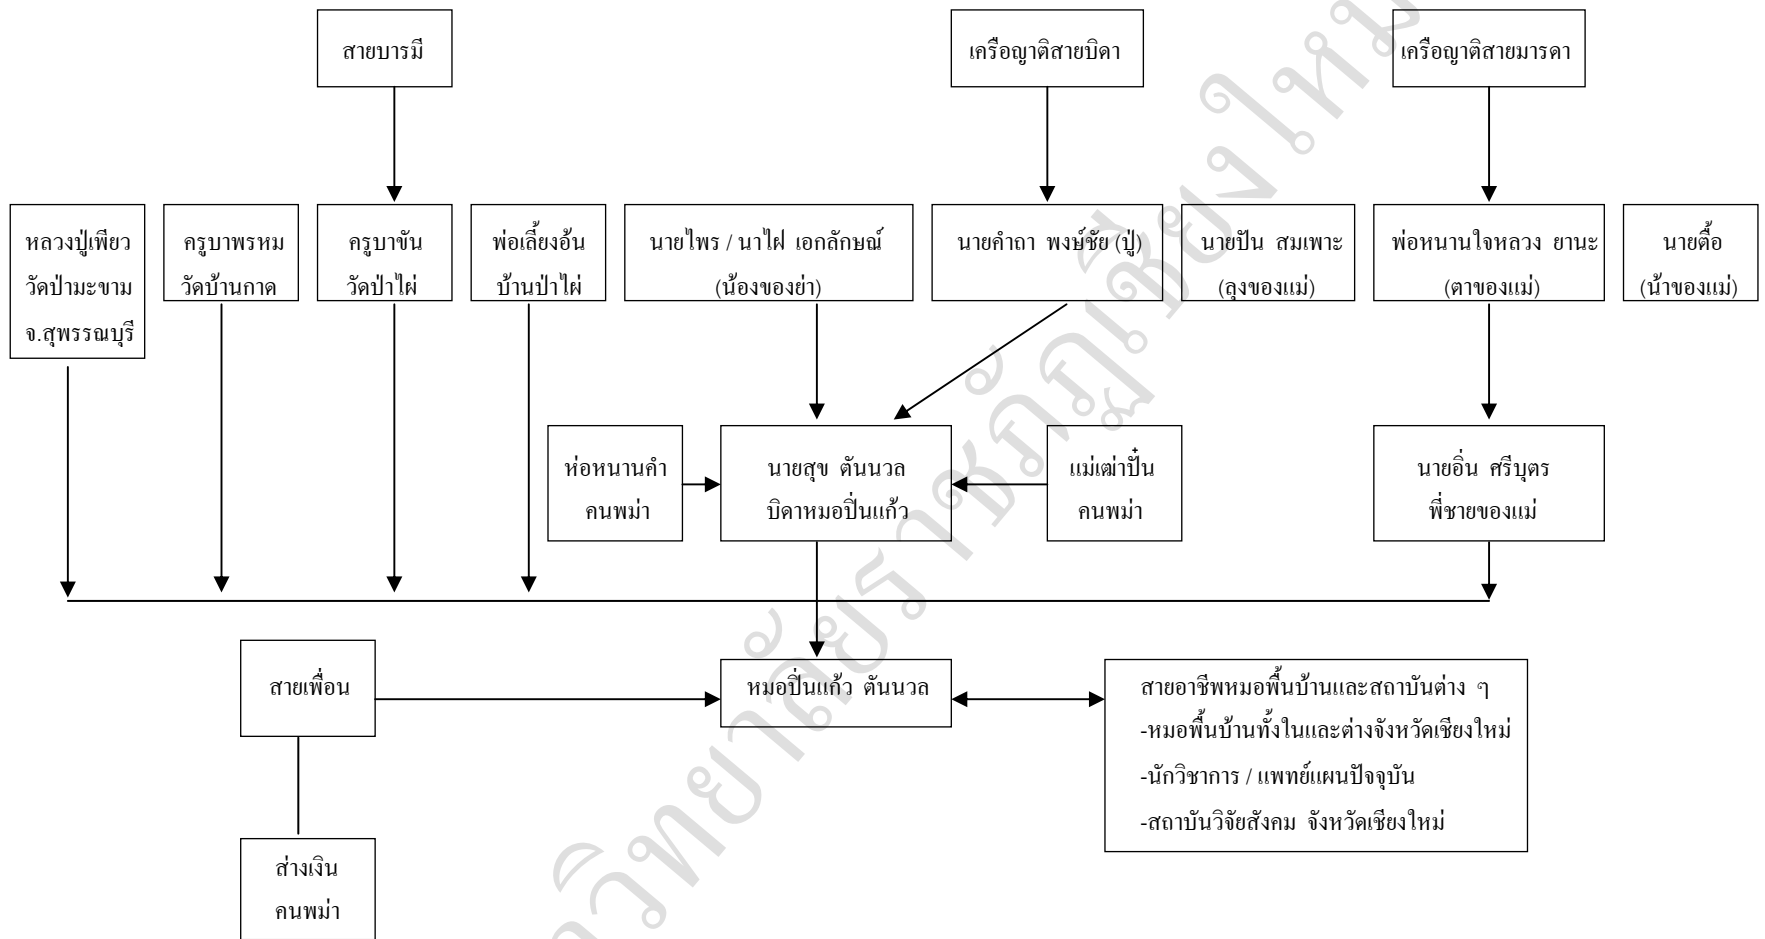 สายบารมี
เครือญาติสายบิดา
เครือญาติสายมารดา
หลวงปู่เพียว
วัดป่ามะขาม
จ.สุพรรณบุรี
ครูบาพรหม
วัดบ้านกาด
ครูบาขัน
วัดป่าไผ่
พ่อเลี้ยงอ้น
บ้านป่าไผ่
นายไพร / นาไฝ เอกลักษณ์
(น้องของย่า)
นายคำถา พงษ์ชัย (ปู่)
นายปัน สมเพาะ
(ลุงของแม่)
พ่อหนานใจหลวง ยานะ
(ตาของแม่)
นายตื้อ
(น้าของแม่)
ห่อหนานคำ
คนพม่า
นายสุข ตันนวล
บิดาหมอปิ่นแก้ว
แม่เฒ่าปั๋น
คนพม่า
นายอิ่น ศรีบุตร
พี่ชายของแม่
สายเพื่อน
หมอปิ่นแก้ว ตันนวล
สายอาชีพหมอพื้นบ้านและสถาบันต่าง ๆ
-หมอพื้นบ้านทั้งในและต่างจังหวัดเชียงใหม่
-นักวิชาการ / แพทย์แผนปัจจุบัน
-สถาบันวิจัยสังคม จังหวัดเชียงใหม่
ส่างเงิน
คนพม่า
วิทยาลัยราชภัฏเชียงใหม่